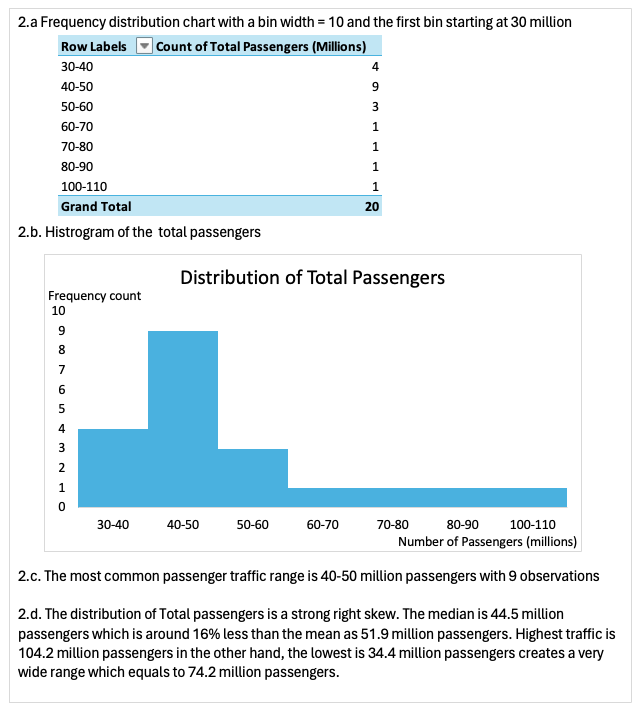 2.a Frequency distribution chart with a bin width = 10 and the first bin starting at 30 million
Row Labels Count of Total Passengers (Millions)
30-40 4
40-50 9
50-60 3
60-70 1
70-80 1
80-90 1
100-110 1
Grand Total 20
2.b. Histrogram of the total passengers
Distribution of Total Passengers
Frequency count
10
9
8
7
6
5
4
3
2
1
0
30-40 40-50 50-60 60-70 70-80 80-90 100-110
Number of Passengers (millions)
2.c. The most common passenger traffic range is 40-50 million passengers with 9 observations
2.d. The distribution of Total passengers is a strong right skew. The median is 44.5 million
passengers which is around 16% less than the mean as 51.9 million passengers. Highest traffic is
104.2 million passengers in the other hand, the lowest is 34.4 million passengers creates a very
wide range which equals to 74.2 million passengers.